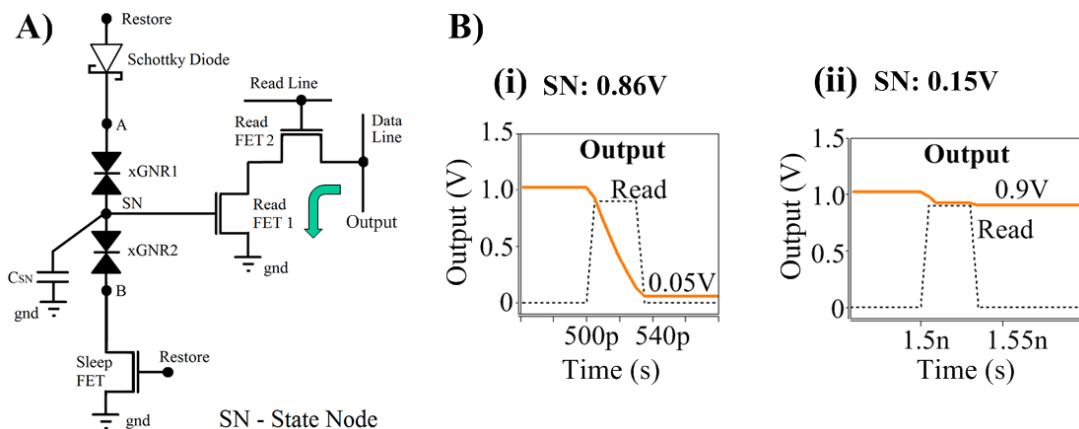 A)
Restore
Schottky Diode
A
xGNR1
SN
xGNR2
CSN
gnd
B
Sleep
FET
Restore
gnd
SN - State Node
Read Line
Read
FET 2
Data
Line
Read
FET 1
gnd
Output
B)
(i) SN: 0.86V
1.5
1.0
0.5
0
Output (V)
Output
Read
0.05V
500p 540p
Time (s)
(ii) SN: 0.15V
1.5
1.0
0.5
0
Output (V)
Output
0.9V
Read
1.5n 1.55n
Time (s)